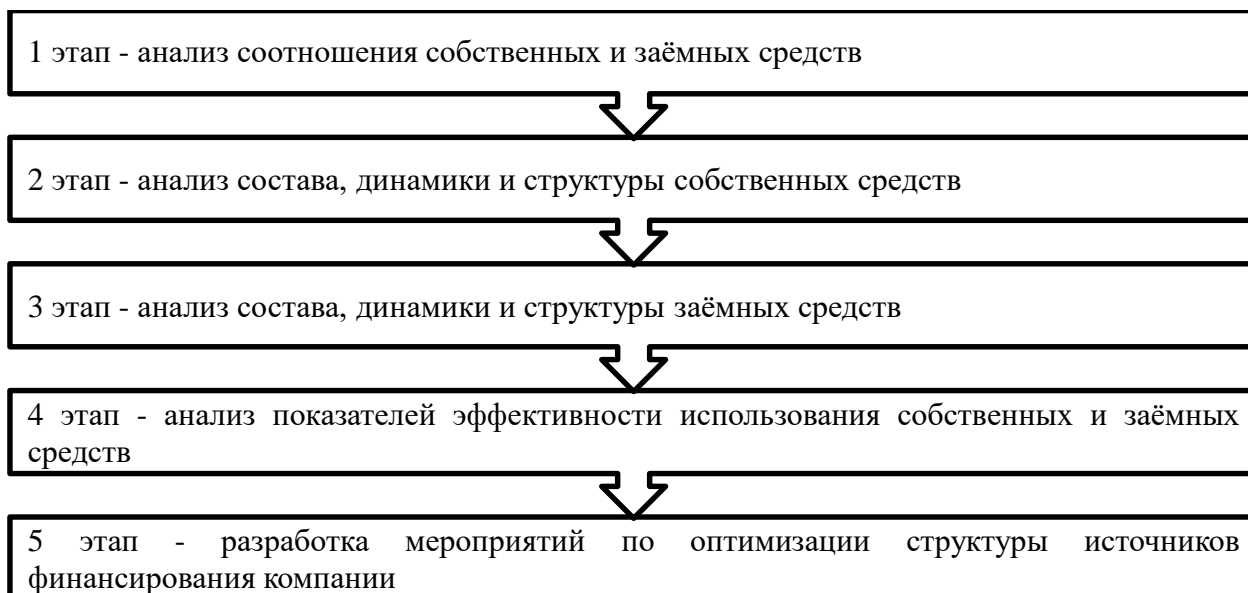 1 этап - анализ соотношения собственных и заёмных средств
2 этап - анализ состава, динамики и структуры собственных средств
3 этап - анализ состава, динамики и структуры заёмных средств
4 этап - анализ показателей эффективности использования собственных и заёмных
средств
5 этап - разработка мероприятий по оптимизации структуры источников
финансирования компании